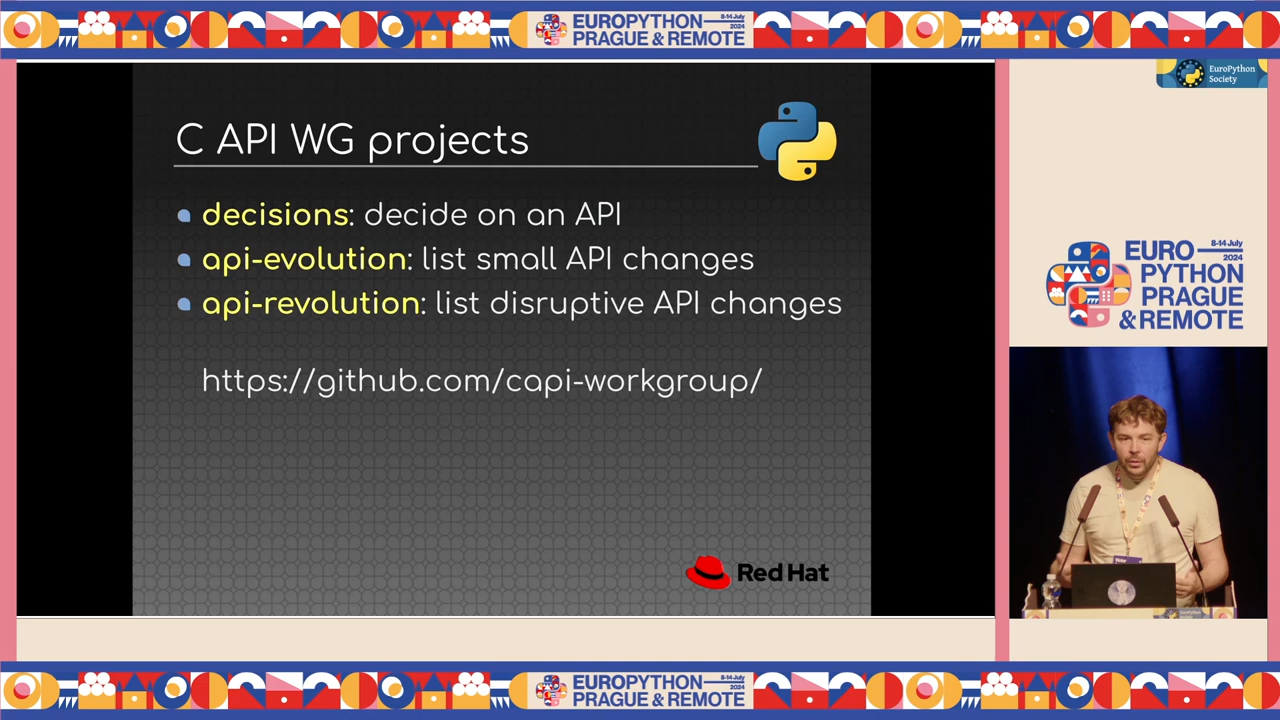 EUROPYTHON
8-14 July
2024
PRAGUE & REMOTE
EuroPython
Society
C API WG projects
decisions: decide on an API
api-evolution: list small API changes
api-revolution: list disruptive API changes
https://github.com/capi-workgroup/
Red Hat
EURO
8-14 July
2024
PYTHON
PRAGUE
& REMOTE
EUROPYTHON
8-14 July
2024
PRAGUE & REMOTE